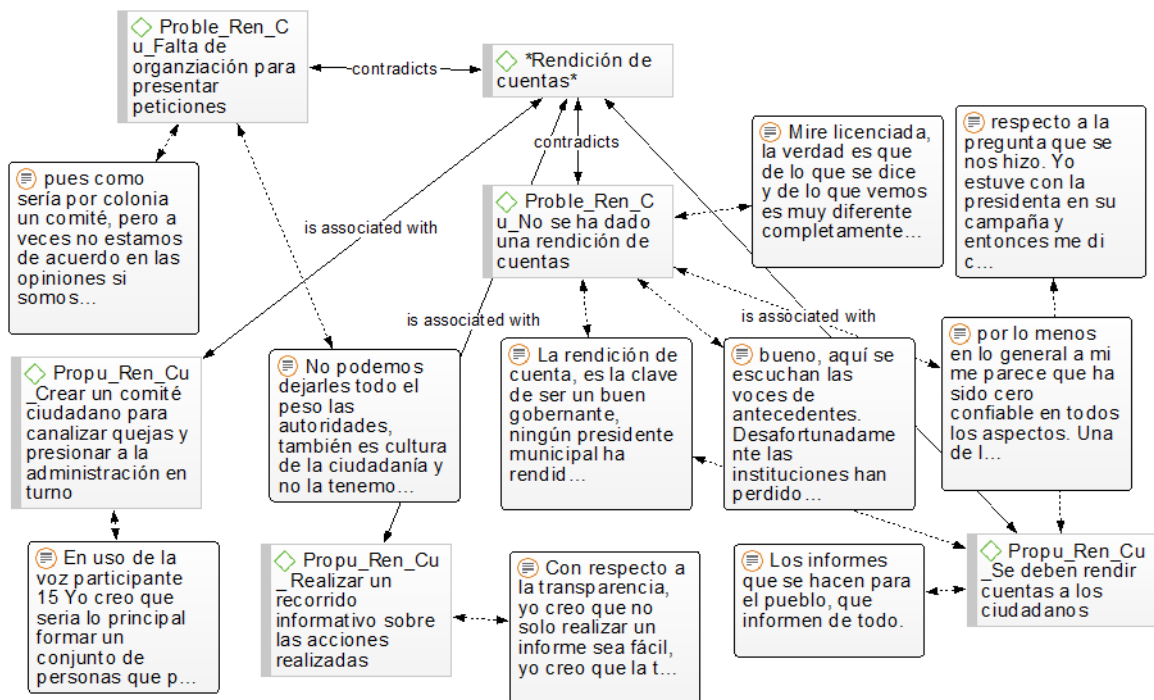 Proble_Ren_C
u_Falta de
organziación para
presentar
peticiones
contradicts
*Rendición de
cuentas*
contradicts
Mire licenciada,
la verdad es que
de lo que se dice
y de lo que vemos
es muy diferente
completamente...
respecto a la
pregunta que se
nos hizo. Yo
estuve con la
presidenta en su
campaña y
entonces me di
c...
pues como
sería por colonia
un comité, pero a
veces no estamos
de acuerdo en las
opiniones si
somos...
Proble_Ren_C
u_No se ha dado
una rendición de
cuentas
is associated with
is associated with
is associated with
Propu_Ren_Cu
_Crear un comité
ciudadano para
canalizar quejas y
presionar a la
administración en
turno
No podemos
dejarles todo el
peso las
autoridades,
también es cultura
de la ciudadanía y
no la tenemo...
La rendición de
cuenta, es la clave
de ser un buen
gobernante,
ningún presidente
municipal ha
rendid...
bueno, aquí se
escuchan las
voces de
antecedentes.
Desafortunadame
nte las
instituciones han
perdido...
por lo menos
en lo general a mi
me parece que ha
sido cero
confiable en todos
los aspectos. Una
de l...
En uso de la
voz participante
15 Yo creo que
seria lo principal
formar un
conjunto de
personas que p...
Propu_Ren_Cu
_Realizar un
recorrido
informativo sobre
las acciones
realizadas
Con respecto a
la transparencia,
yo creo que no
solo realizar un
informe sea fácil,
yo creo que la t...
Los informes
que se hacen para
el pueblo, que
informen de todo.
Propu_Ren_Cu
_Se deben rendir
cuentas a los
ciudadanos